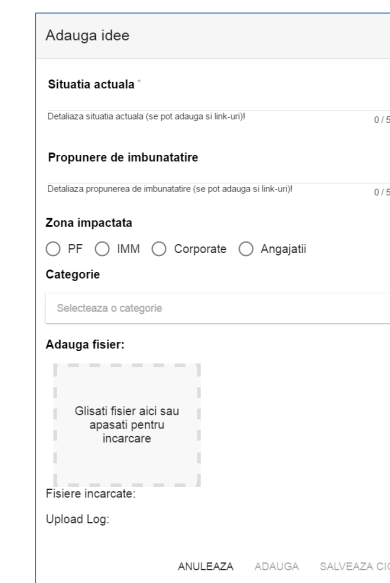 Adauga idee
Situatia actuala *
Detaliaza situatia actuala (se pot adauga si link-uri)! 0 / 5
Propunere de imbunatatire
Detaliaza propunerea de imbunatatire (se pot adauga si link-uri)! 0 / 5
Zona impactata
PF IMM Corporate Angajatii
Categorie
Selecteaza o categorie
Adauga fisier:
Glisati fisier aici sau
apasati pentru
incarcare
Fisiere incarcate:
Upload Log:
ANULEAZA ADAUGA SALVEAZA CIO